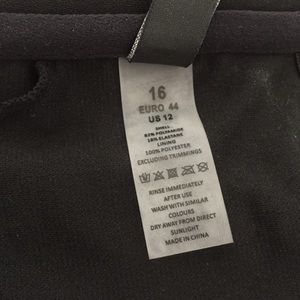 16
EURO 44
US 12
SHELL
82% POLYAMIDE
18% ELASTANE
LINING
100% POLYESTER
EXCLUDING TRIMMINGS
RINSE IMMEDIATELY
AFTER USE
WASH WITH SIMILAR
COLOURS
DRY AWAY FROM DIRECT
SUNLIGHT
MADE IN CHINA